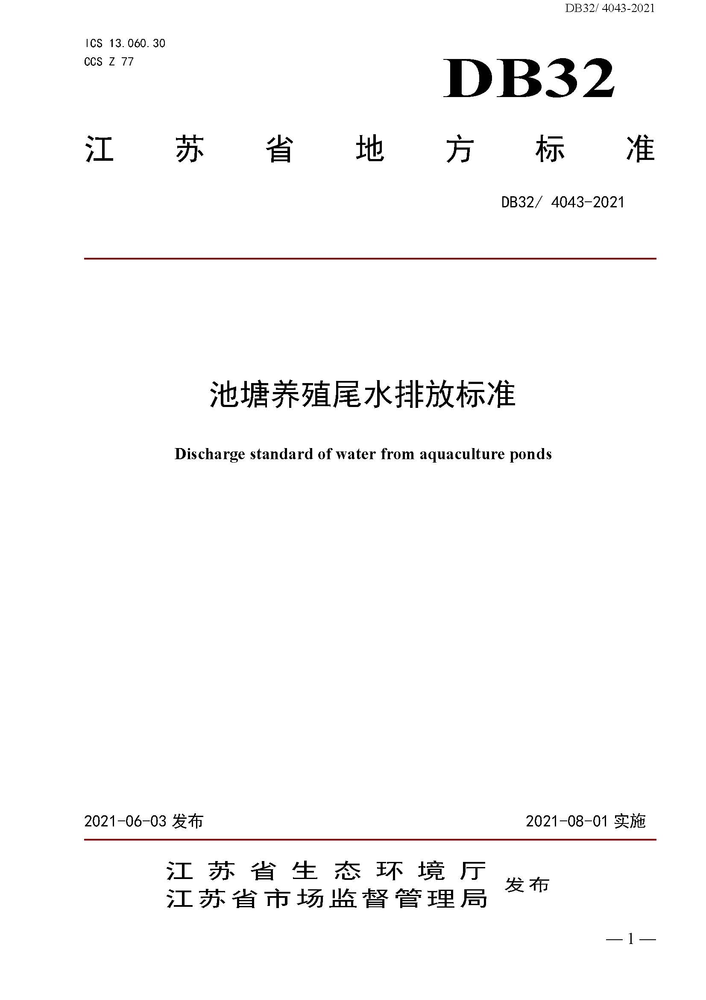 DB32/ 4043-2021
ICS 13.060.30
CCS Z 77
DB32
江苏省地方标准
DB32/ 4043-2021
池塘养殖尾水排放标准
Discharge standard of water from aquaculture ponds
2021-06-03 发布
2021-08-01 实施
江苏省生态环境厅
江苏省市场监督管理局
发布
— 1 —